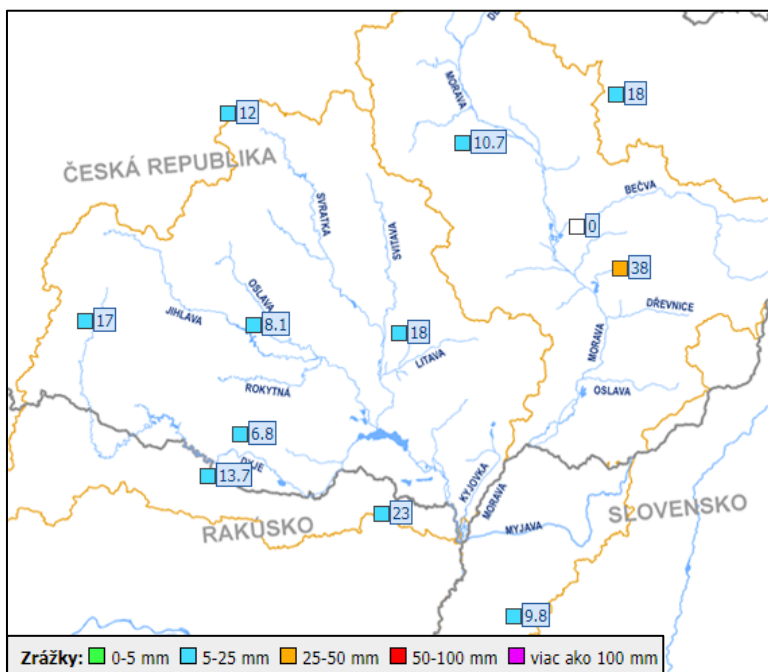 DY
MORAVA
18
12
10.7
ČESKÁ REPUBLIKA
SVRATKA
SVITAVA
BEČVA
0
38
OSLAVA
DŘEVNICE
17
JIHLAVA
8.1
18
MORAVA
LITAVA
ROKYTNÁ
OSLAVA
6.8
DYJE
13.7
KYJOVKA
MORAVA
23
RAKÚSKO
SLOVENSKO
MYJAVA
9.8
Zrážky: 0-5 mm 5-25 mm 25-50 mm 50-100 mm viac ako 100 mm